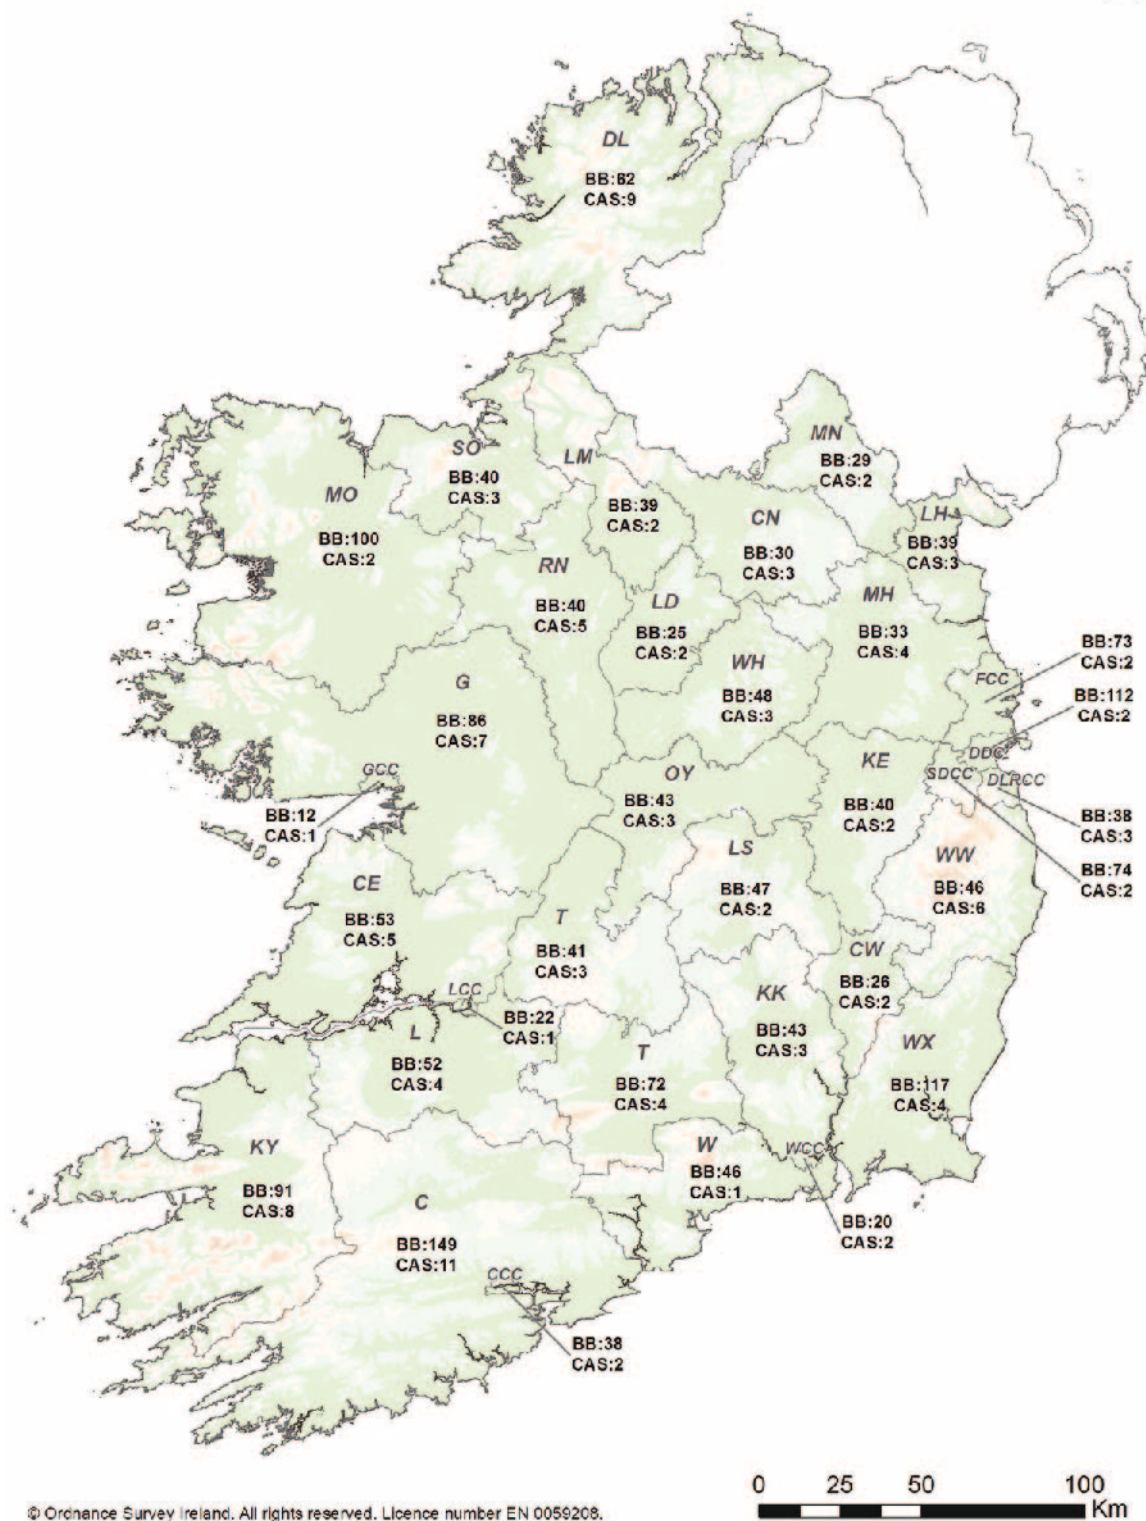 DL
BB:62
CAS:9
SO
BB:40
CAS:3
LM
BB:39
CAS:2
MN
BB:29
CAS:2
MO
BB:100
CAS:2
CN
BB:30
CAS:3
LH
BB:39
CAS:3
RN
BB:40
CAS:5
LD
BB:25
CAS:2
MH
BB:33
CAS:4
WH
BB:48
CAS:3
BB:73
CAS:2
FCC
G
BB:86
CAS:7
BB:112
CAS:2
GCC
BB:12
CAS:1
OY
BB:43
CAS:3
KE
BB:40
CAS:2
SDCC
DLRCC
BB:38
CAS:3
BB:74
CAS:2
LS
BB:47
CAS:2
WW
BB:46
CAS:6
CE
BB:53
CAS:5
T
BB:41
CAS:3
CW
BB:26
CAS:2
LCC
BB:22
CAS:1
KK
BB:43
CAS:3
L
BB:52
CAS:4
T
BB:72
CAS:4
WX
BB:117
CAS:4
KY
BB:91
CAS:8
W
BB:46
CAS:1
WCC
BB:20
CAS:2
C
BB:149
CAS:11
CCC
BB:38
CAS:2
0 25 50 100
Km
© Ordnance Survey Ireland. All rights reserved. Licence number EN 0059208.